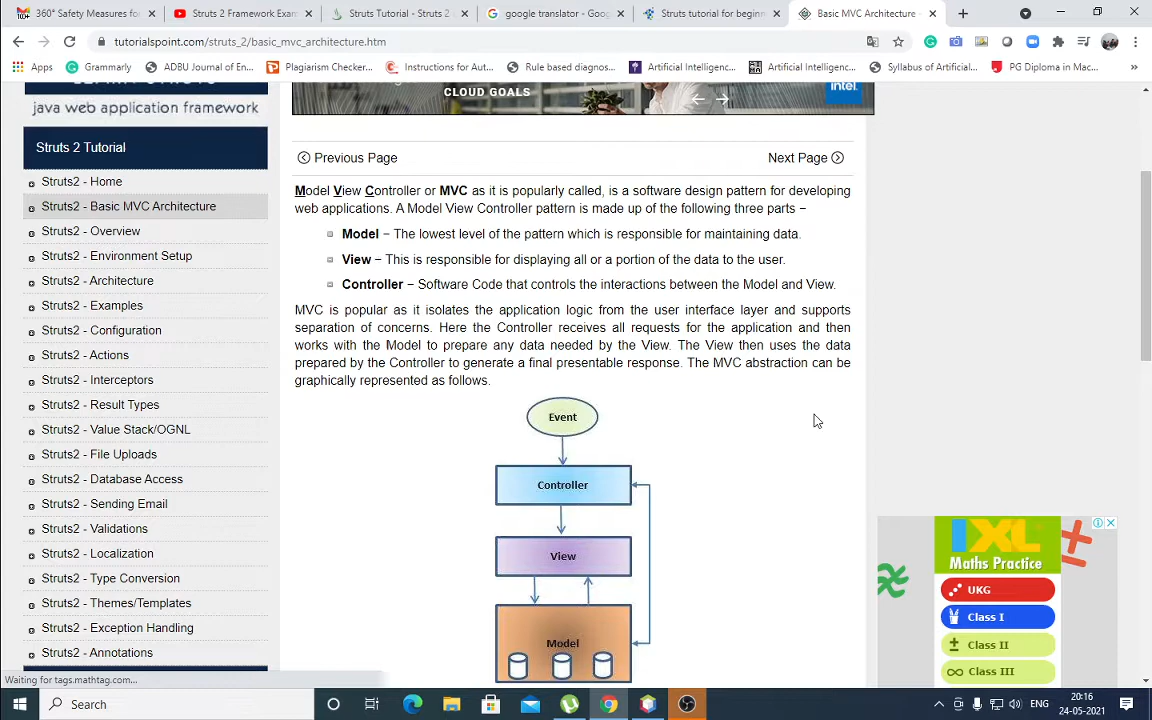 360° Safety Measures fo
Struts 2 Framework Exam
Struts Tutorial - Struts 2
google translator - Goog
Struts tutorial for beginn
Basic MVC Architecture -
tutorialspoint.com/struts_2/basic_mvc_architecture.htm
Apps
Grammarly
ADBU Journal of En...
Plagiarism Checker...
Instructions for Aut...
Rule based diagnos...
Artificial Intelligenc...
Artificial Intelligenc...
Syllabus of Artificial...
PG Diploma in Mac...
java web application framework
CLOUD GOALS
intel.
Struts 2 Tutorial
Struts2 - Home
Struts2 - Basic MVC Architecture
Struts2 - Overview
Struts2 - Environment Setup
Struts2 - Architecture
Struts2 - Examples
Struts2 - Configuration
Struts2 - Actions
Struts2 - Interceptors
Struts2 - Result Types
Struts2 - Value Stack/OGNL
Struts2 - File Uploads
Struts2 - Database Access
Struts2 - Sending Email
Struts2 - Validations
Struts2 - Localization
Struts2 - Type Conversion
Struts2 - Themes/Templates
Struts2 - Exception Handling
Struts2 - Annotations
Previous Page
Next Page
Model View Controller or MVC as it is popularly called, is a software design pattern for developing
web applications. A Model View Controller pattern is made up of the following three parts −
Model − The lowest level of the pattern which is responsible for maintaining data.
View − This is responsible for displaying all or a portion of the data to the user.
Controller − Software Code that controls the interactions between the Model and View.
MVC is popular as it isolates the application logic from the user interface layer and supports
separation of concerns. Here the Controller receives all requests for the application and then
works with the Model to prepare any data needed by the View. The View then uses the data
prepared by the Controller to generate a final presentable response. The MVC abstraction can be
graphically represented as follows.
Event
Controller
View
Model
IXL
Maths Practice
UKG
Class I
Class II
Class III
Waiting for tags.mathtag.com...
Search
ENG
20:16
24-05-2021